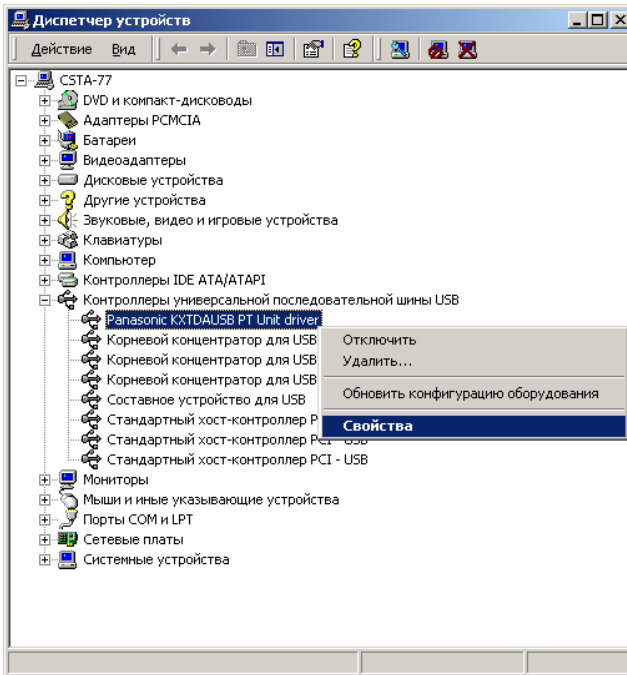 Диспетчер устройств
Действие Вид
CSTA-77
DVD и компакт-дисководы
Адаптеры PCMCIA
Батареи
Видеоадаптеры
Дисковые устройства
Другие устройства
Звуковые, видео и игровые устройства
Клавиатуры
Компьютер
Контроллеры IDE ATA/ATAPI
Контроллеры универсальной последовательной шины USB
Panasonic KXTDAUSB PT Unit driver
Корневой концентратор для USB
Корневой концентратор для USB
Корневой концентратор для USB
Составное устройство для USB
Стандартный хост-контроллер P
Стандартный хост-контроллер PCI - USB
Стандартный хост-контроллер PCI - USB
Мониторы
Мыши и иные указывающие устройства
Порты COM и LPT
Сетевые платы
Системные устройства
Отключить
Удалить...
Обновить конфигурацию оборудования
Свойства